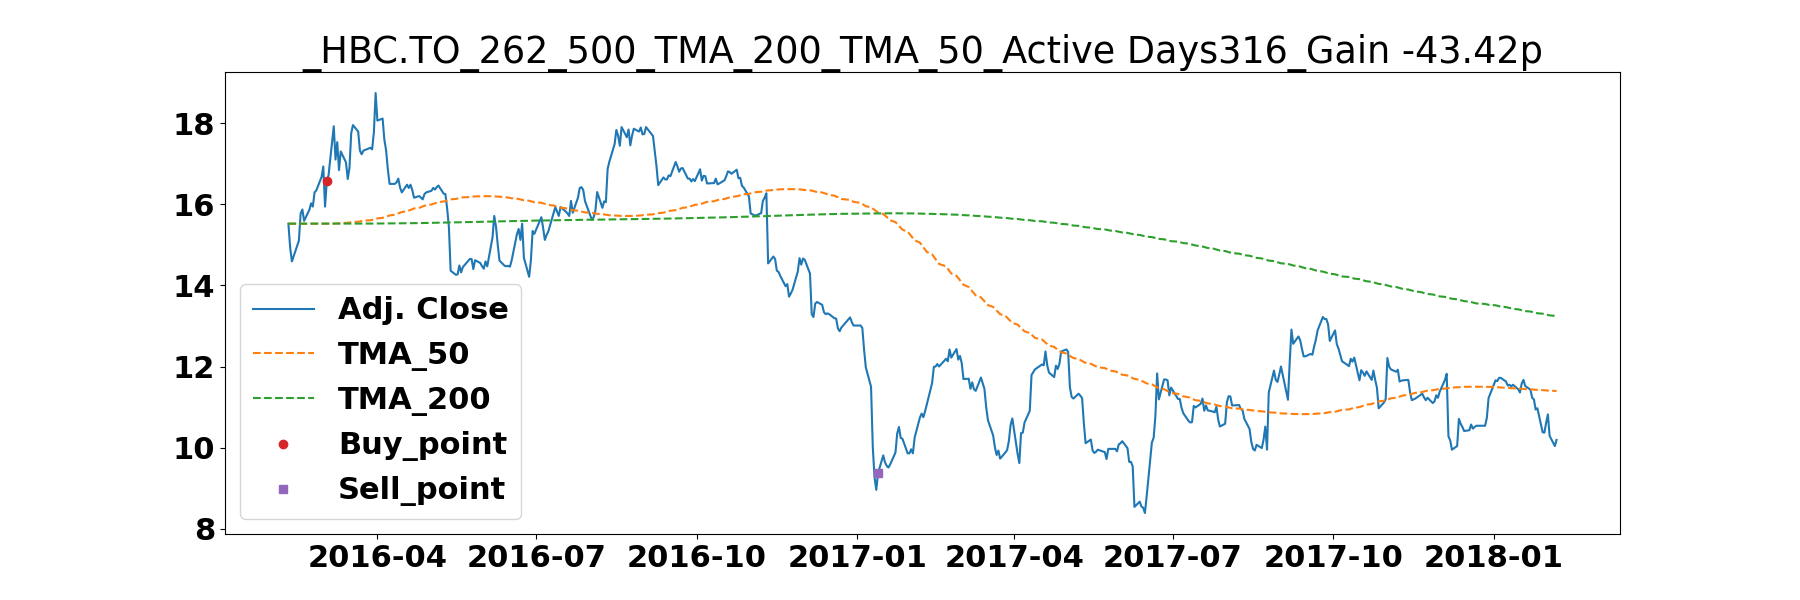 _HBC.TO_262_500_TMA_200_TMA_50_Active Days316_Gain -43.42p
18
16
14
12
10
8
Adj. Close
TMA_50
TMA_200
Buy_point
Sell_point
2016-04 2016-07 2016-10 2017-01 2017-04 2017-07 2017-10 2018-01